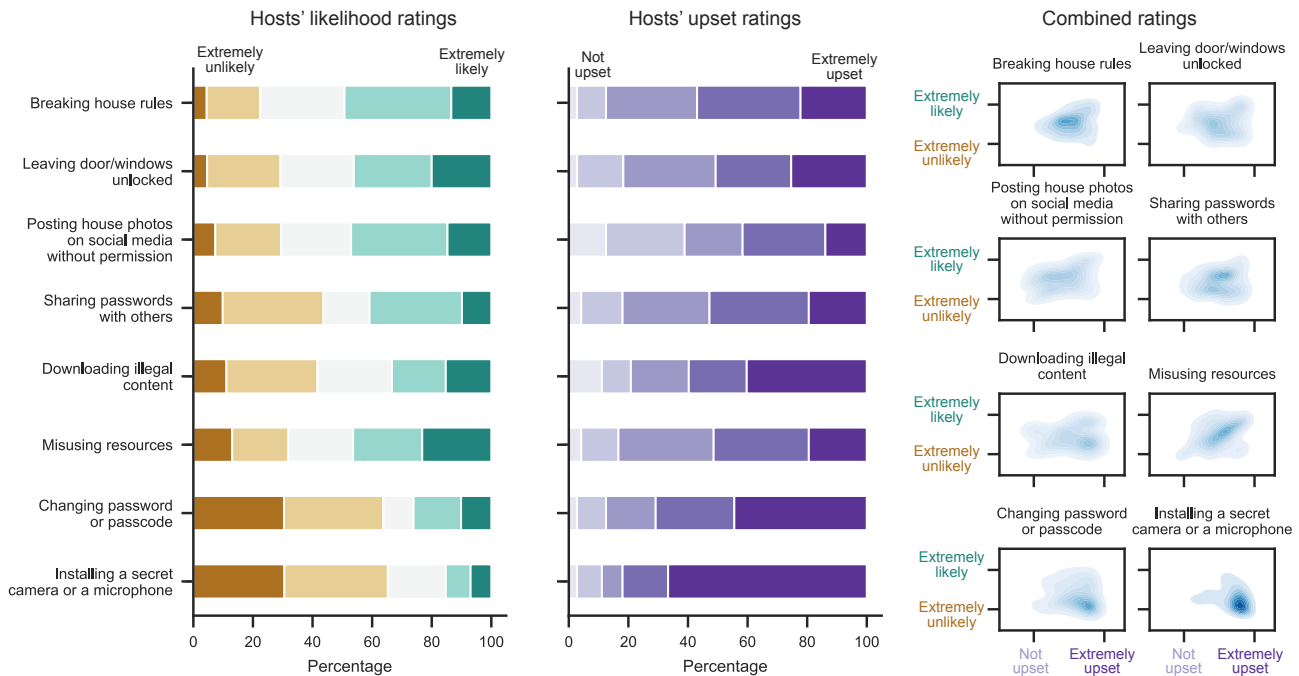 Hosts' likelihood ratings
Extremely
unlikely
Extremely
likely
Breaking house rules
Leaving door/windows
unlocked
Posting house photos
on social media
without permission
Sharing passwords
with others
Downloading illegal
content
Misusing resources
Changing password
or passcode
Installing a secret
camera or a microphone
0 20 40 60 80 100
Percentage
Hosts' upset ratings
Not
upset
Extremely
upset
0 20 40 60 80 100
Percentage
Combined ratings
Breaking house rules
Leaving door/windows
unlocked
Extremely
likely
Extremely
unlikely
Posting house photos
on social media
without permission
Sharing passwords
with others
Extremely
likely
Extremely
unlikely
Downloading illegal
content
Misusing resources
Extremely
likely
Extremely
unlikely
Changing password
or passcode
Installing a secret
camera or a microphone
Extremely
likely
Extremely
unlikely
Not
upset
Extremely
upset
Not
upset
Extremely
upset